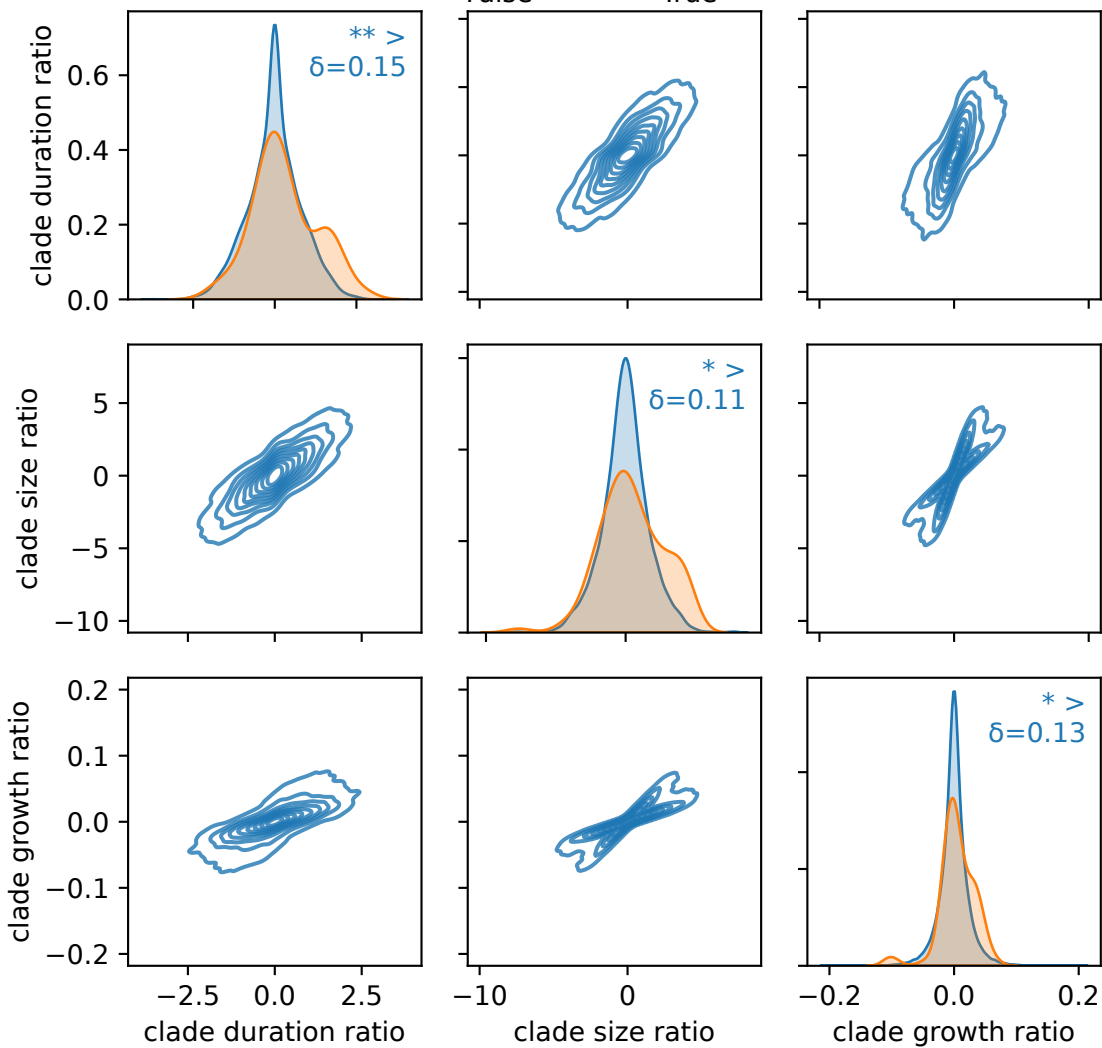 False True
clade duration ratio
0.6
0.4
0.2
0.0
** >
δ=0.15
clade size ratio
5
0
−5
−10
* >
δ=0.11
clade growth ratio
0.2
0.1
0.0
−0.1
−0.2
* >
δ=0.13
−2.5 0.0 2.5
−10 0
−0.2 0.0 0.2
clade duration ratio
clade size ratio
clade growth ratio